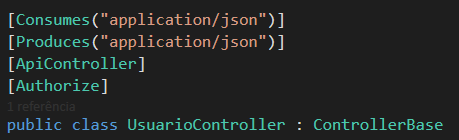 [Consumes("application/json")]
[Produces("application/json")]
[ApiController]
[Authorize]
1 referência
public class UsuarioController : ControllerBase